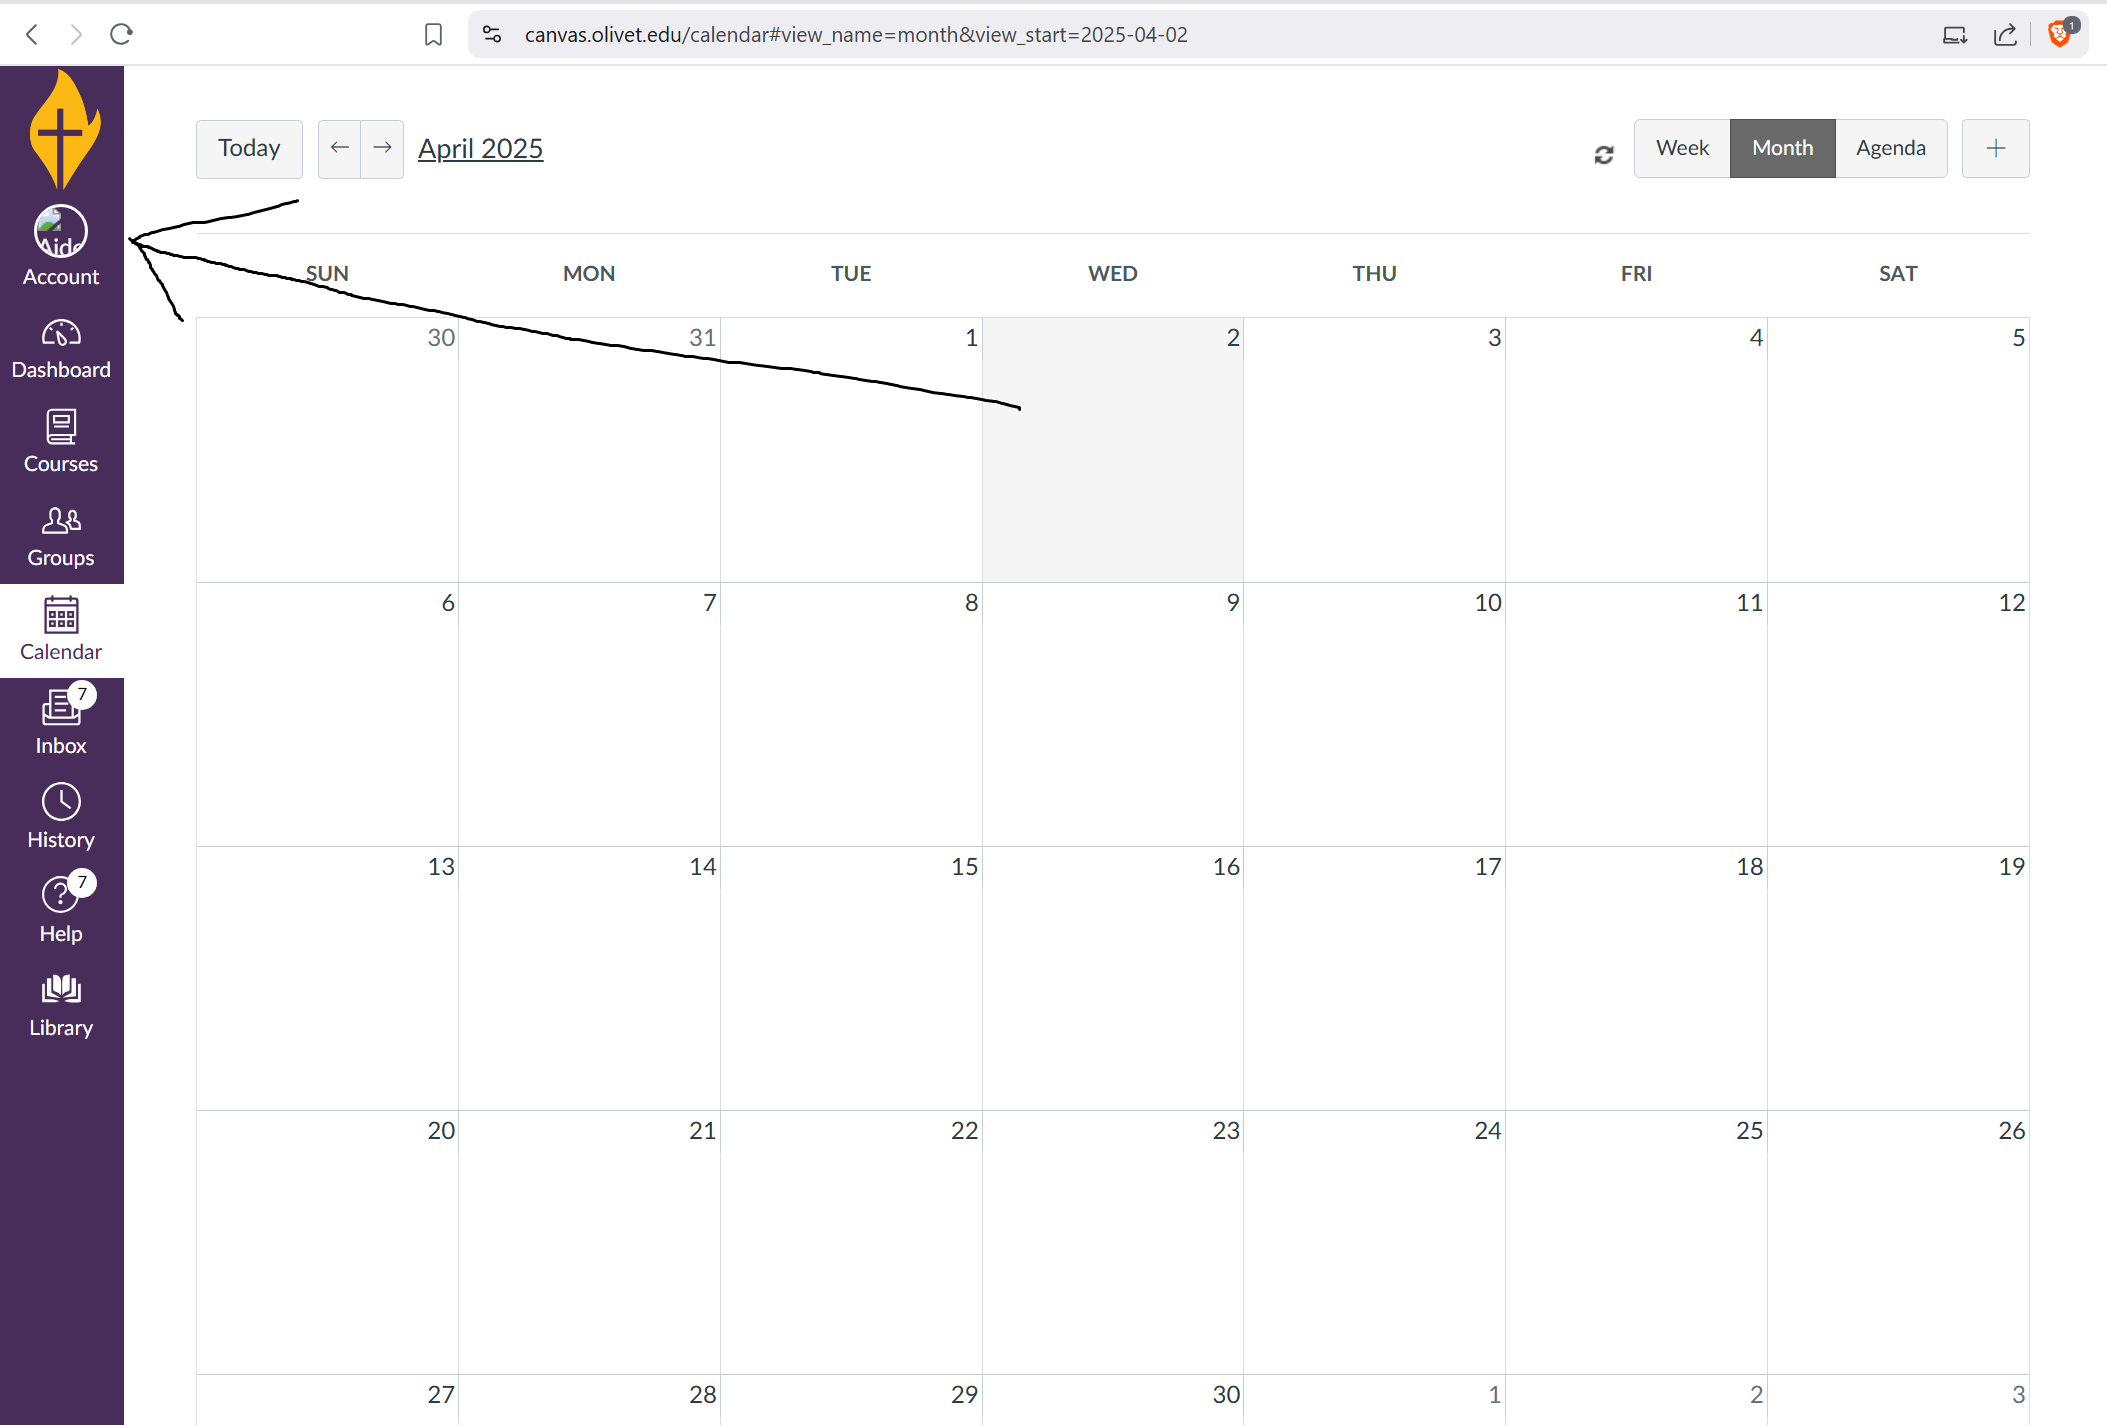 canvas.olivet.edu/calendar#view_name=month&view_start=2025-04-02
1
Today
April 2025
Week
Month
Agenda
Aide
Account
Dashboard
Courses
Groups
Calendar
7
Inbox
History
7
Help
Library
SUN MON TUE WED THU FRI SAT
30 31 1 2 3 4 5
6 7 8 9 10 11 12
13 14 15 16 17 18 19
20 21 22 23 24 25 26
27 28 29 30 1 2 3